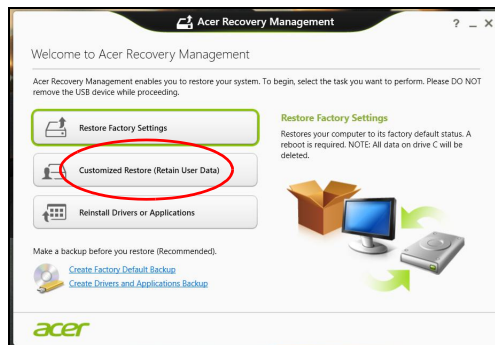 Acer Recovery Management
? _ X
Welcome to Acer Recovery Management
Acer Recovery Management enables you to restore your system. To begin, select the task you want to perform. Please DO NOT
remove the USB device while proceeding.
Restore Factory Settings
Customized Restore (Retain User Data)
Reinstall Drivers or Applications
Restore Factory Settings
Restores your computer to its factory default status. A
reboot is required. NOTE: All data on drive C will be
deleted.
Make a backup before you restore (Recommended).
Create Factory Default Backup
Create Drivers and Applications Backup
acer